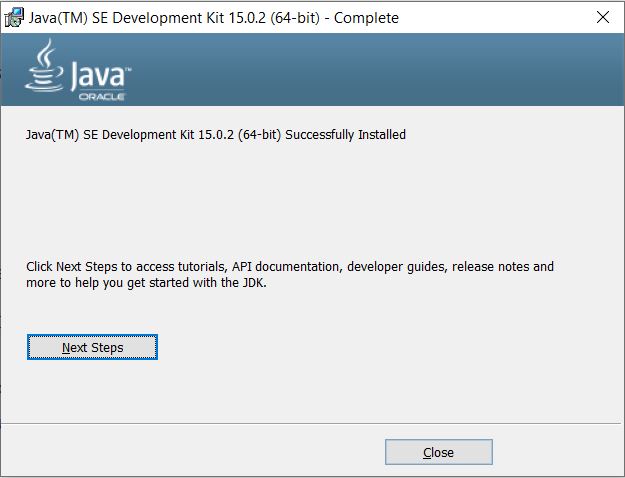 Java(TM) SE Development Kit 15.0.2 (64-bit) - Complete
Java™
ORACLE
Java(TM) SE Development Kit 15.0.2 (64-bit) Successfully Installed
Click Next Steps to access tutorials, API documentation, developer guides, release notes and
more to help you get started with the JDK.
Next Steps
Close